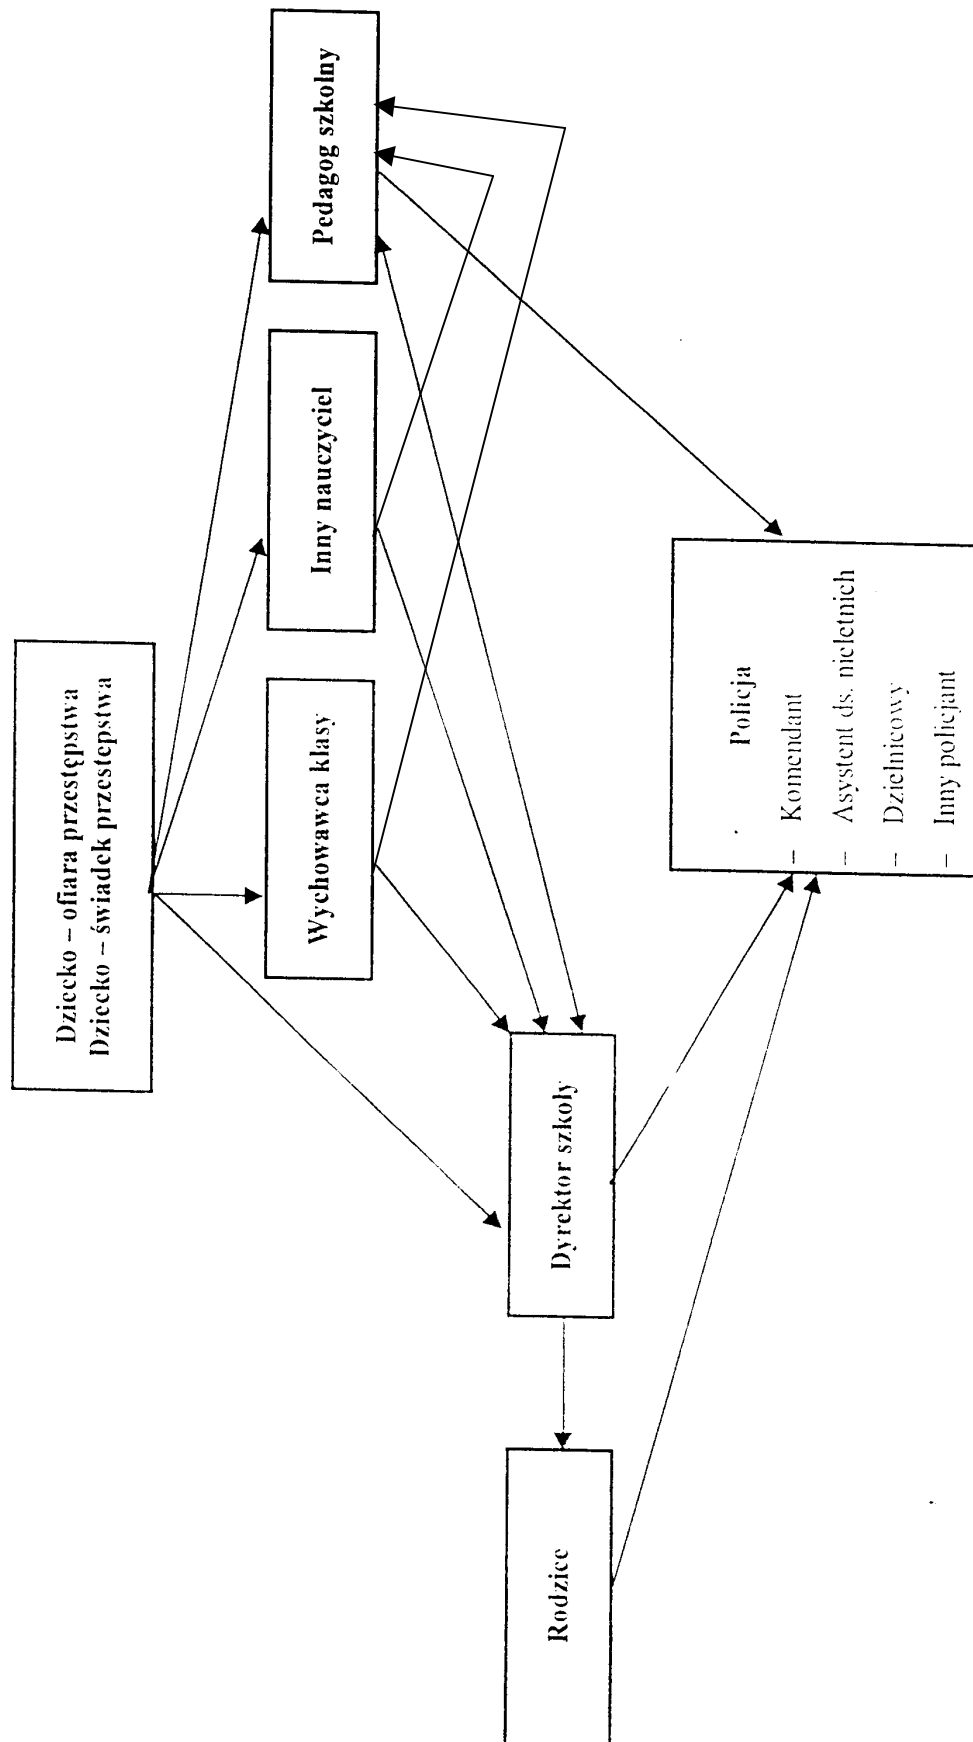 Dziecko – ofiara przestępstwa
Dziecko – świadek przestepstwa
Wychowawca klasy
Inny nauczyciel
Pedagog szkolny
Dyrektor szkoły
Rodzice
Policja
– Komendant
– Asystent ds. nieletnich
– Dzielnicowy
– Inny policjant